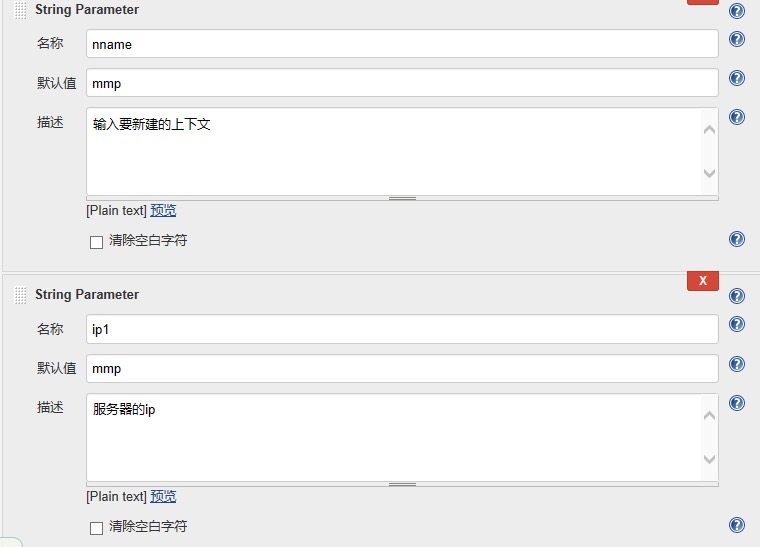 String Parameter
名称 nname
默认值 mmp
描述 输入要新建的上下文
[Plain text] 预览
清除空白字符
X
String Parameter
名称 ip1
默认值 mmp
描述 服务器的ip
[Plain text] 预览
清除空白字符